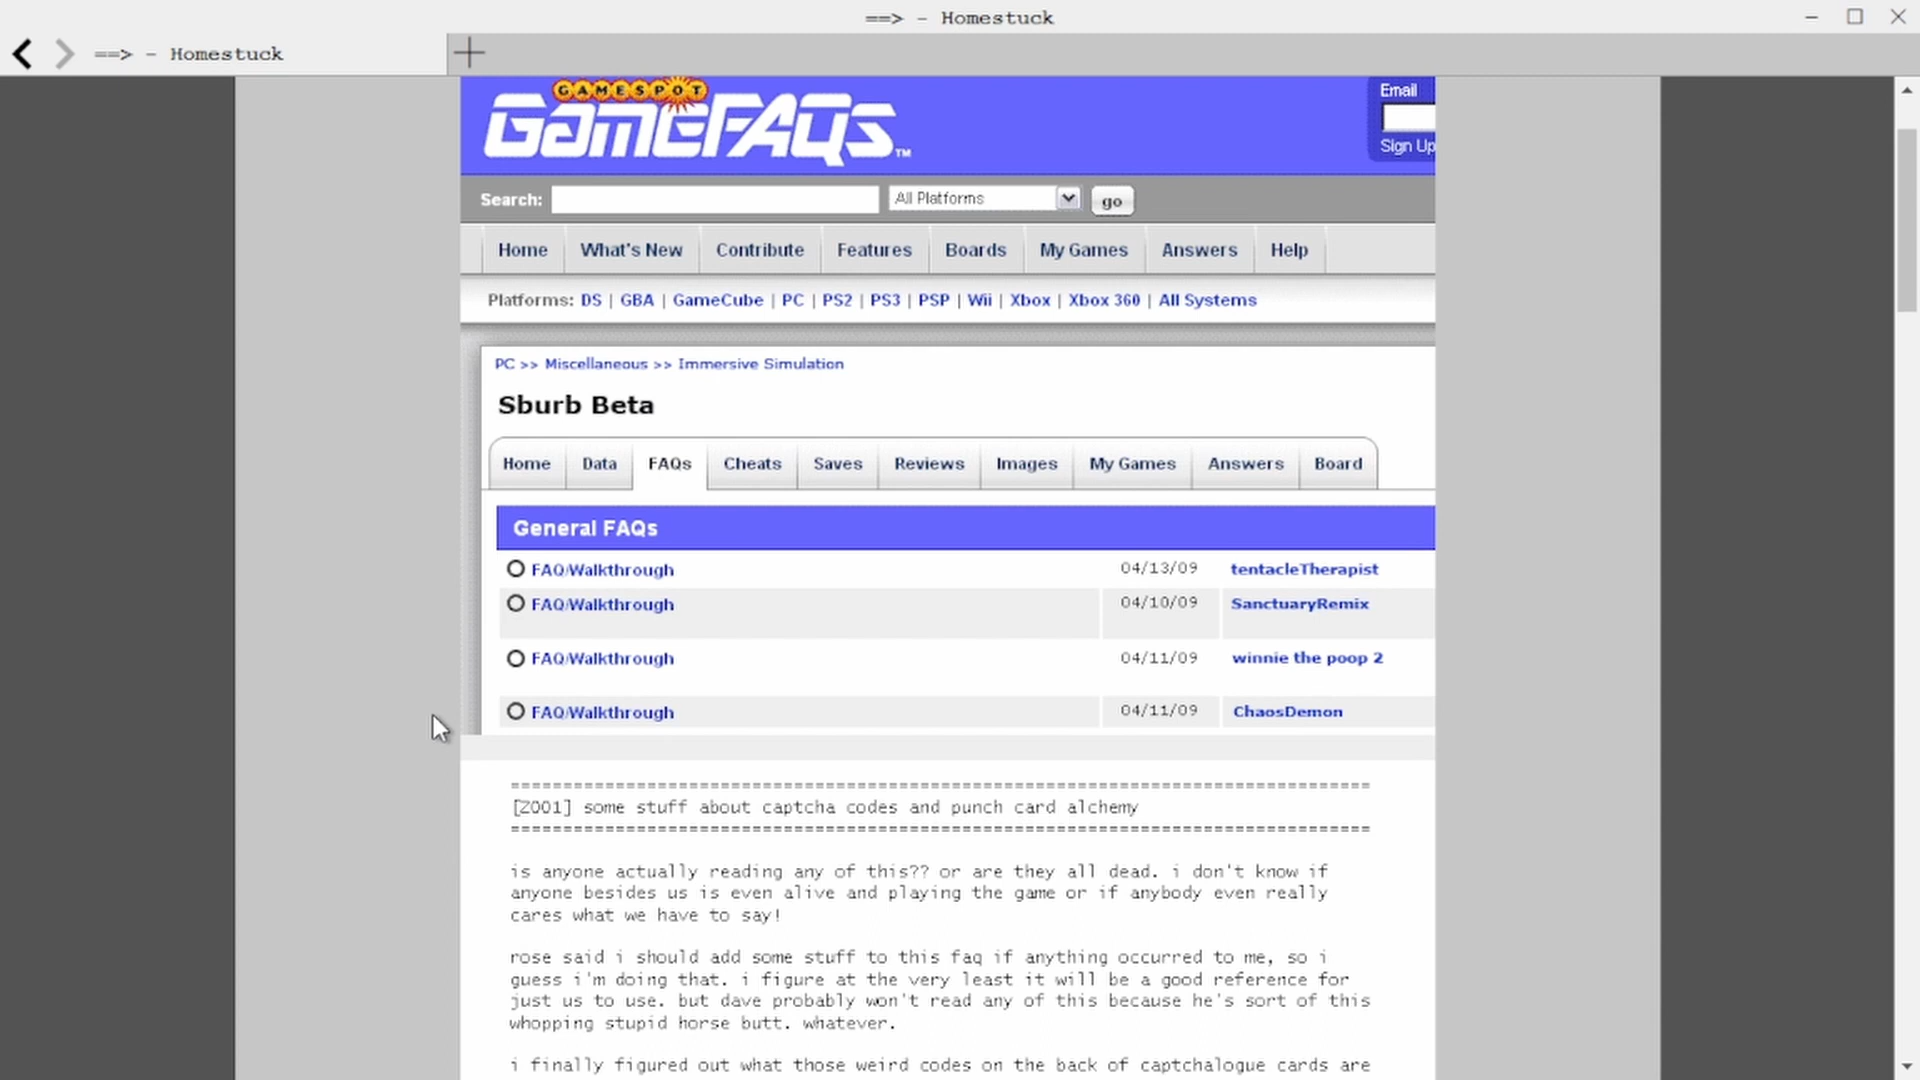 ==> - Homestuck
==> - Homestuck
GAMESPOT
GameFAQs™
Email
Sign Up
Search: All Platforms go
Home What's New Contribute Features Boards My Games Answers Help
Platforms: DS | GBA | GameCube | PC | PS2 | PS3 | PSP | Wii | Xbox | Xbox 360 | All Systems
PC >> Miscellaneous >> Immersive Simulation
Sburb Beta
Home Data FAQs Cheats Saves Reviews Images My Games Answers Board
General FAQs
FAQ/Walkthrough 04/13/09 tentacleTherapist
FAQ/Walkthrough 04/10/09 SanctuaryRemix
FAQ/Walkthrough 04/11/09 winnie the poop 2
FAQ/Walkthrough 04/11/09 ChaosDemon
==================================================================================
[Z001] some stuff about captcha codes and punch card alchemy
==================================================================================
is anyone actually reading any of this?? or are they all dead. i don't know if
anyone besides us is even alive and playing the game or if anybody even really
cares what we have to say!
rose said i should add some stuff to this faq if anything occurred to me, so i
guess i'm doing that. i figure at the very least it will be a good reference for
just us to use. but dave probably won't read any of this because he's sort of this
whopping stupid horse butt. whatever.
i finally figured out what those weird codes on the back of captchalogue cards are